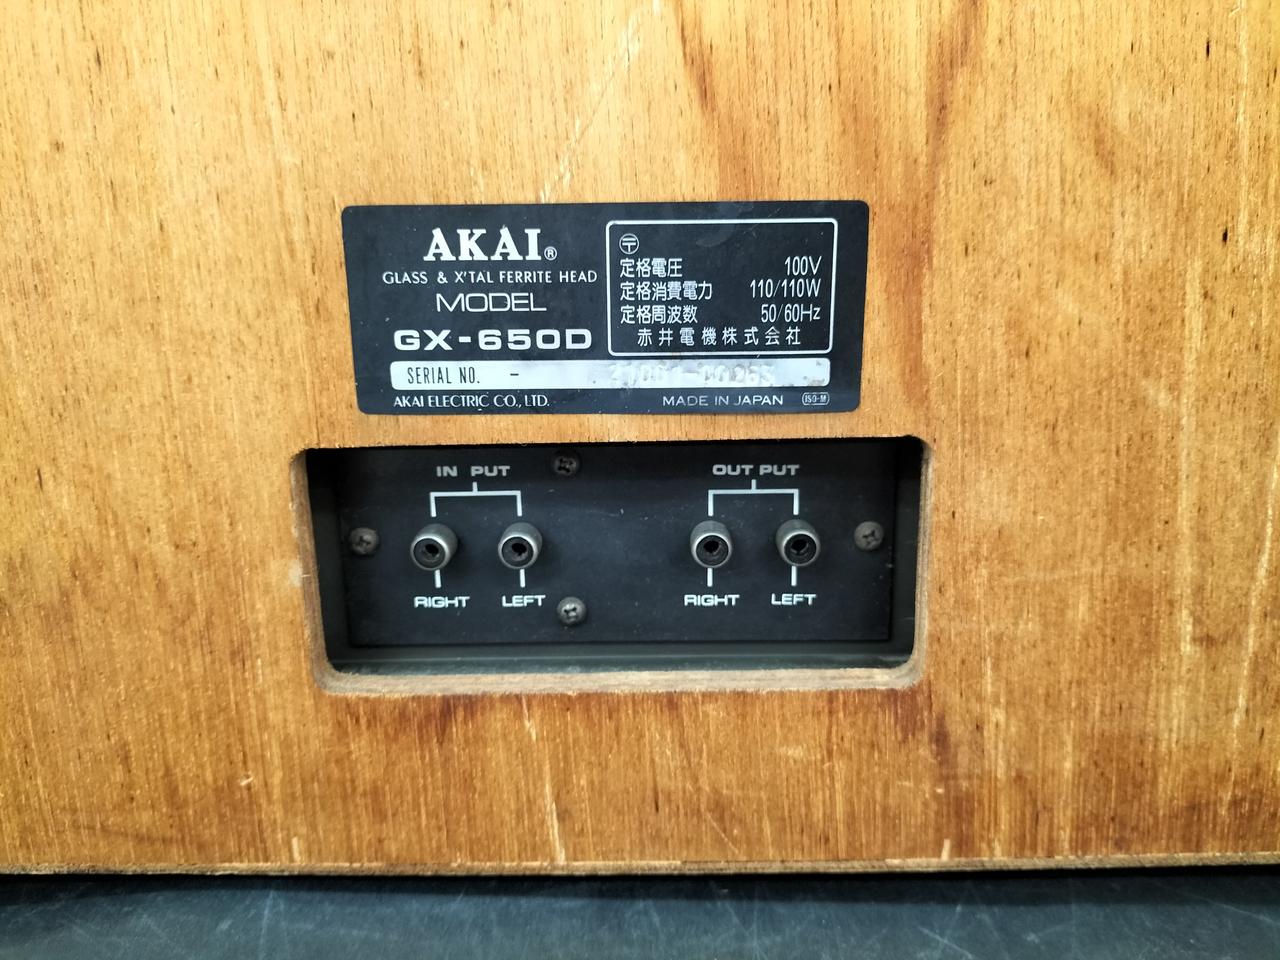 AKAI®
GLASS & X'TAL FERRITE HEAD
MODEL
GX-650D
〒
定格電圧 100V
定格消費電力 110/110W
定格周波数 50/60Hz
赤井電機株式会社
SERIAL NO. -
AKAI ELECTRIC CO., LTD. MADE IN JAPAN ISO-M
IN PUT OUT PUT
RIGHT LEFT RIGHT LEFT